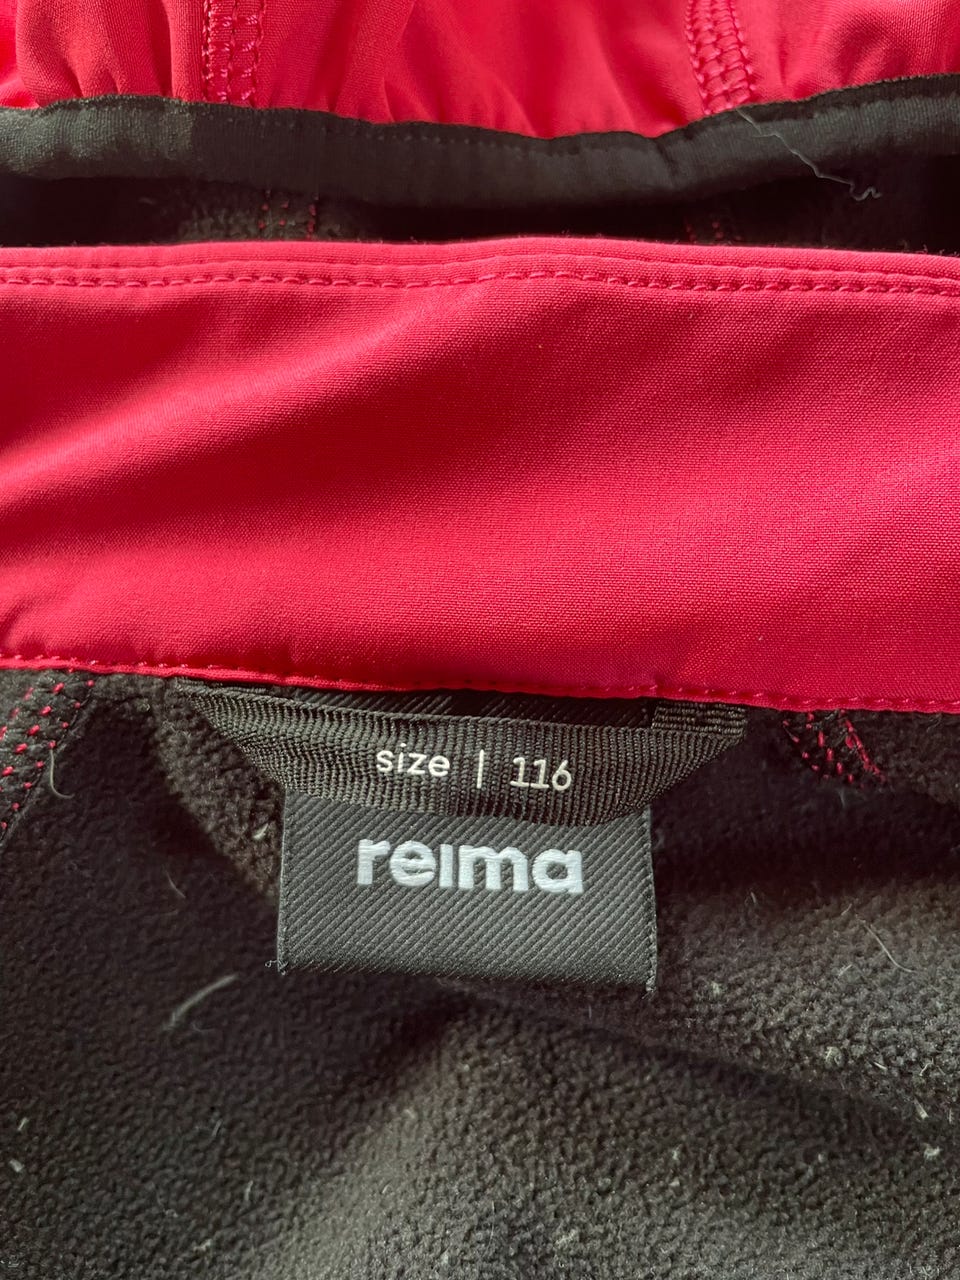 size | 116
reima